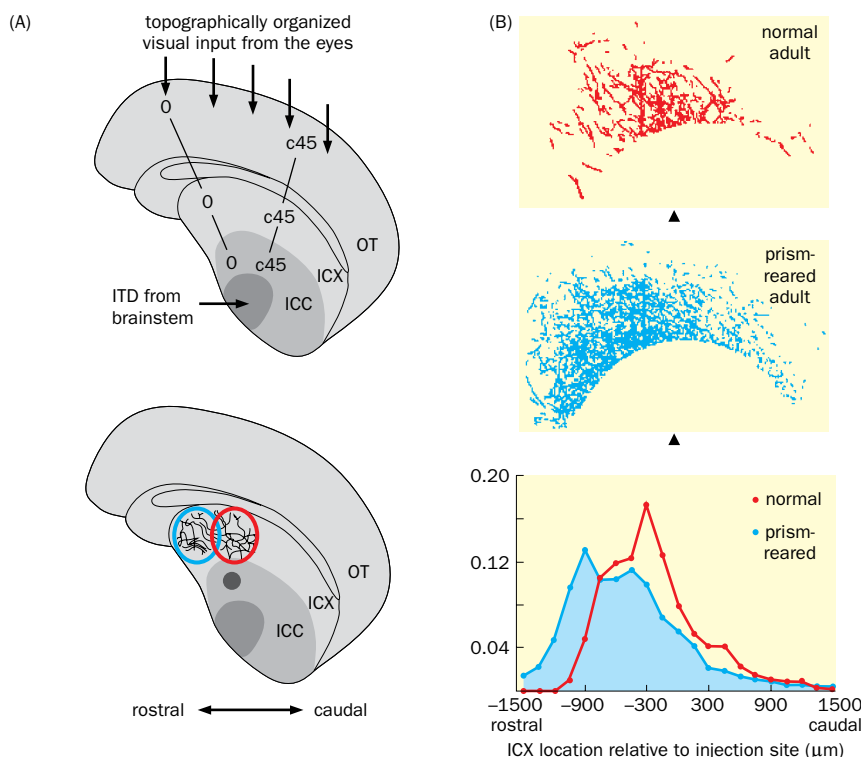 (A)
topographically organized
visual input from the eyes
0
c45
0
c45
0
c45
OT
ICX
ICC
ITD from
brainstem
OT
ICX
ICC
rostral
caudal
(B)
normal
adult
prism-
reared
adult
0.20
0.12
0.04
normal
prism-
reared
−1500 −900 −300 300 900 1500
rostral caudal
ICX location relative to injection site (μm)